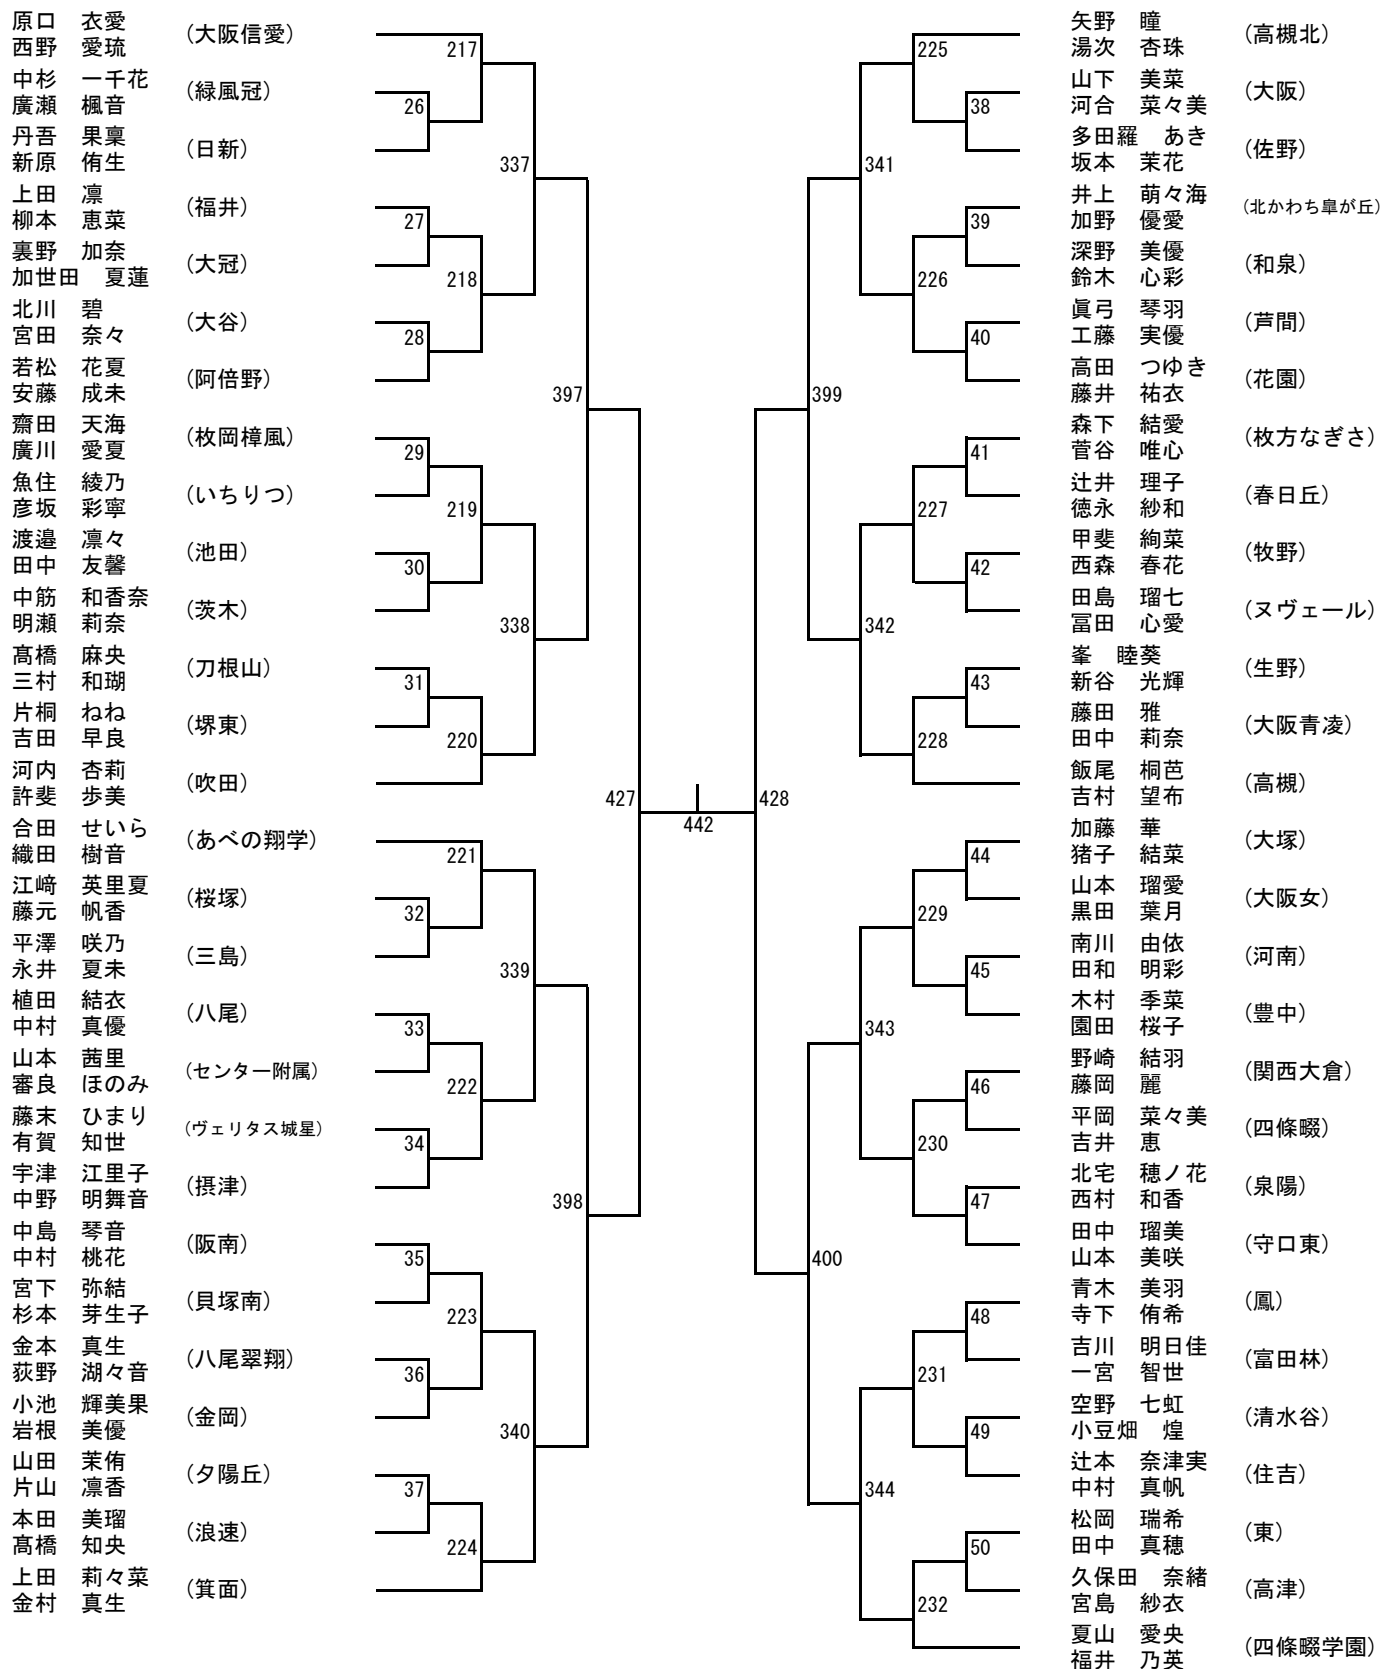 原口 衣愛
西野 愛琉
(大阪信愛)
中杉 一千花
廣瀬 楓音
(緑風冠)
丹吾 果稟
新原 侑生
(日新)
上田 凛
柳本 恵菜
(福井)
裏野 加奈
加世田 夏蓮
(大冠)
北川 碧
宮田 奈々
(大谷)
若松 花夏
安藤 成未
(阿倍野)
齋田 天海
廣川 愛夏
(枚岡樟風)
魚住 綾乃
彦坂 彩寧
(いちりつ)
渡邉 凛々
田中 友馨
(池田)
中筋 和香奈
明瀬 莉奈
(茨木)
髙橋 麻央
三村 和瑚
(刀根山)
片桐 ねね
吉田 早良
(堺東)
河内 杏莉
許斐 歩美
(吹田)
合田 せいら
織田 樹音
(あべの翔学)
江﨑 英里夏
藤元 帆香
(桜塚)
平澤 咲乃
永井 夏未
(三島)
植田 結衣
中村 真優
(八尾)
山本 茜里
審良 ほのみ
(センター附属)
藤末 ひまり
有賀 知世
(ヴェリタス城星)
宇津 江里子
中野 明舞音
(摂津)
中島 琴音
中村 桃花
(阪南)
宮下 弥結
杉本 芽生子
(貝塚南)
金本 真生
荻野 湖々音
(八尾翠翔)
小池 輝美果
岩根 美優
(金岡)
山田 茉侑
片山 凛香
(夕陽丘)
本田 美瑠
髙橋 知央
(浪速)
上田 莉々菜
金村 真生
(箕面)
217
26
337
27
218
28
397
29
219
30
338
31
220
427
221
32
339
33
222
34
398
35
223
36
340
37
224
442
428
225
38
341
39
226
40
399
41
227
42
342
43
228
44
229
45
343
46
230
47
400
48
231
49
344
50
232
矢野 瞳
湯次 杏珠
(高槻北)
山下 美菜
河合 菜々美
(大阪)
多田羅 あき
坂本 茉花
(佐野)
井上 萌々海
加野 優愛
(北かわち皐が丘)
深野 美優
鈴木 心彩
(和泉)
眞弓 琴羽
工藤 実優
(芦間)
高田 つゆき
藤井 祐衣
(花園)
森下 結愛
菅谷 唯心
(枚方なぎさ)
辻井 理子
徳永 紗和
(春日丘)
甲斐 絢菜
西森 春花
(牧野)
田島 瑠七
冨田 心愛
(ヌヴェール)
峯 睦葵
新谷 光輝
(生野)
藤田 雅
田中 莉奈
(大阪青凌)
飯尾 桐芭
吉村 望布
(高槻)
加藤 華
猪子 結菜
(大塚)
山本 瑠愛
黒田 葉月
(大阪女)
南川 由依
田和 明彩
(河南)
木村 季菜
園田 桜子
(豊中)
野崎 結羽
藤岡 麗
(関西大倉)
平岡 菜々美
吉井 恵
(四條畷)
北宅 穂ノ花
西村 和香
(泉陽)
田中 瑠美
山本 美咲
(守口東)
青木 美羽
寺下 侑希
(鳳)
吉川 明日佳
一宮 智世
(富田林)
空野 七虹
小豆畑 煌
(清水谷)
辻本 奈津実
中村 真帆
(住吉)
松岡 瑞希
田中 真穂
(東)
久保田 奈緒
宮島 紗衣
(高津)
夏山 愛央
福井 乃英
(四條畷学園)